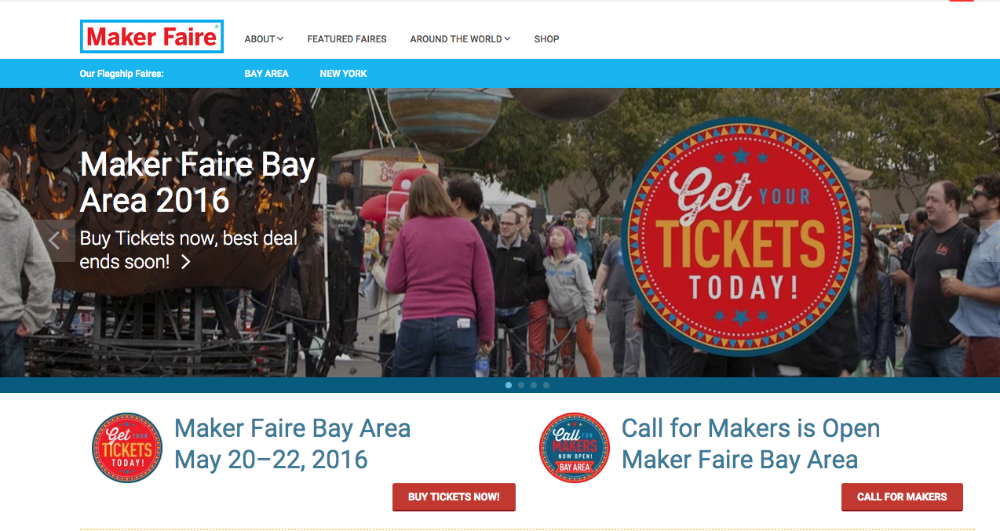 Maker Faire®
ABOUT
FEATURED FAIRES
AROUND THE WORLD
SHOP
Our Flagship Faires:
BAY AREA
NEW YORK
Maker Faire Bay
Area 2016
Buy Tickets now, best deal
ends soon!
Get YOUR
TICKETS
TODAY!
Get YOUR
TICKETS
TODAY!
Maker Faire Bay Area
May 20–22, 2016
BUY TICKETS NOW!
Call FOR
MAKERS
NOW OPEN!
BAY AREA
Call for Makers is Open
Maker Faire Bay Area
CALL FOR MAKERS